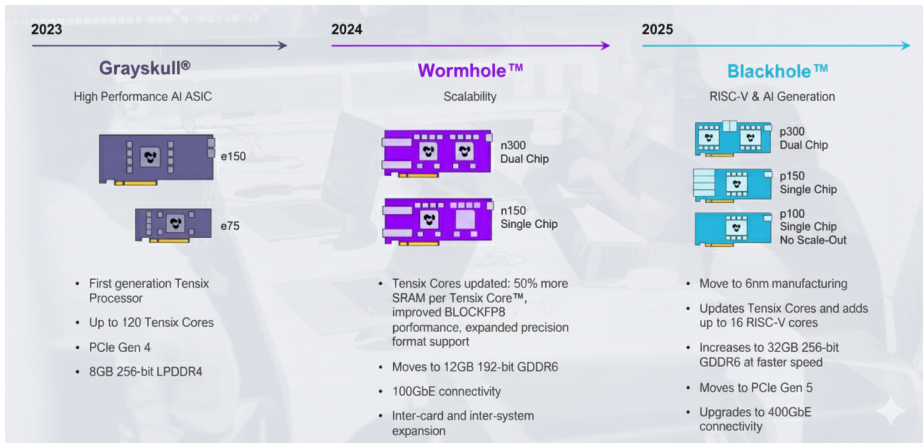 2023
Grayskull®
High Performance AI ASIC
e150
e75
• First generation Tensix
Processor
• Up to 120 Tensix Cores
• PCIe Gen 4
• 8GB 256-bit LPDDR4
2024
Wormhole™
Scalability
n300
Dual Chip
n150
Single Chip
• Tensix Cores updated: 50% more
SRAM per Tensix Core™,
improved BLOCKFP8
pormformance, expanded precision
format support
• Moves to 12GB 192-bit GDDR6
• 100GbE connectivity
• Inter-card and inter-system
expansion
2025
Blackhole™
RISC-V & AI Generation
p300
Dual Chip
p150
Single Chip
p100
Single Chip
No Scale-Out
• Move to 6nm manufacturing
• Updates Tensix Cores and adds
up to 16 RISC-V cores
• Increases to 32GB 256-bit
GDDR6 at faster speed
• Moves to PCIe Gen 5
• Upgrades to 400GbE
connectivity